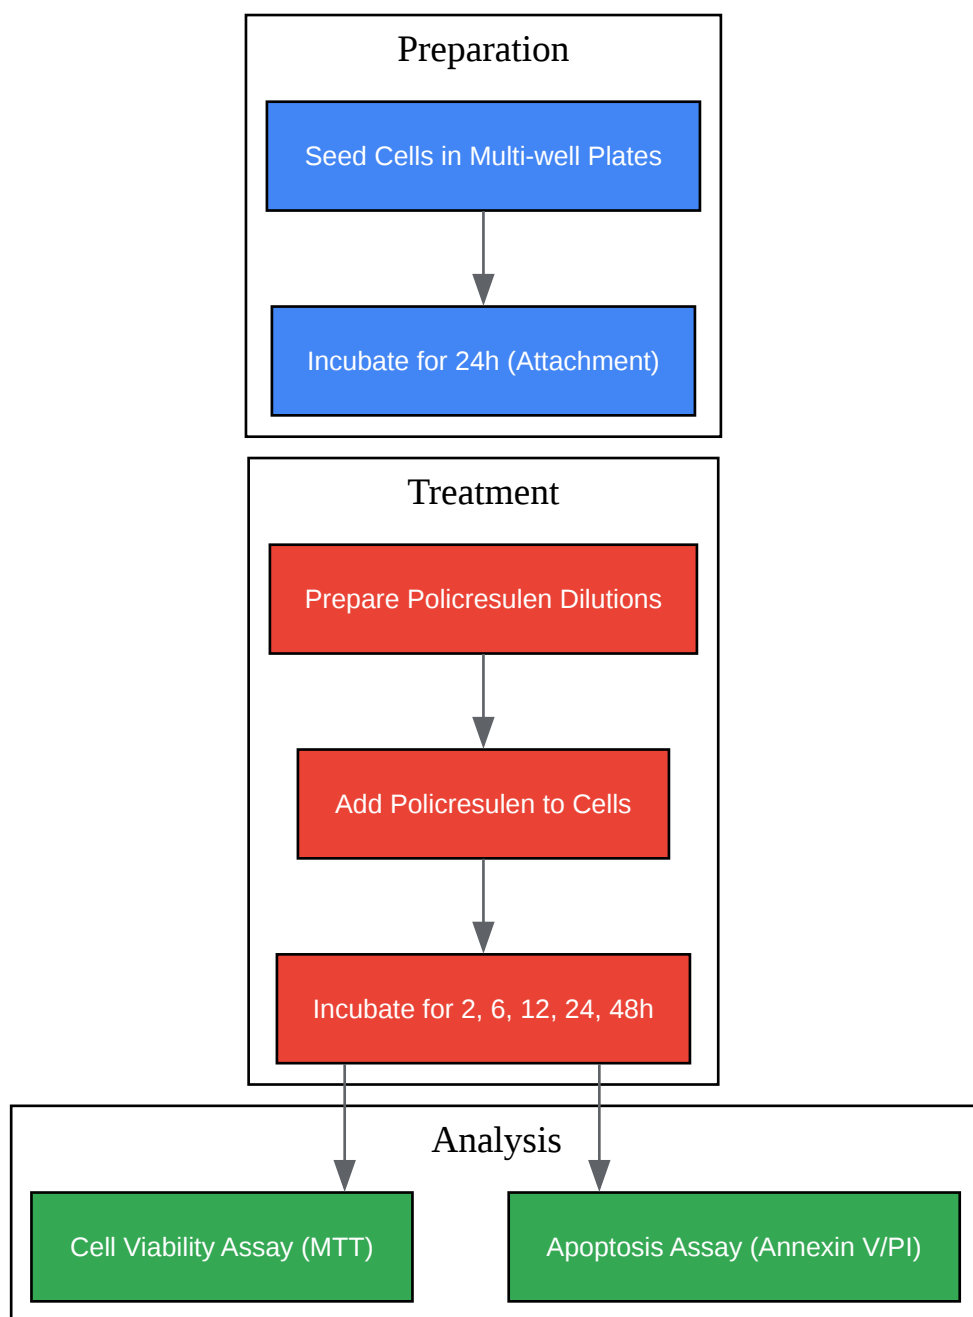 Preparation
Seed Cells in Multi-well Plates
Incubate for 24h (Attachment)
Treatment
Prepare Policresulen Dilutions
Add Policresulen to Cells
Incubate for 2, 6, 12, 24, 48h
Analysis
Cell Viability Assay (MTT)
Apoptosis Assay (Annexin V/PI)